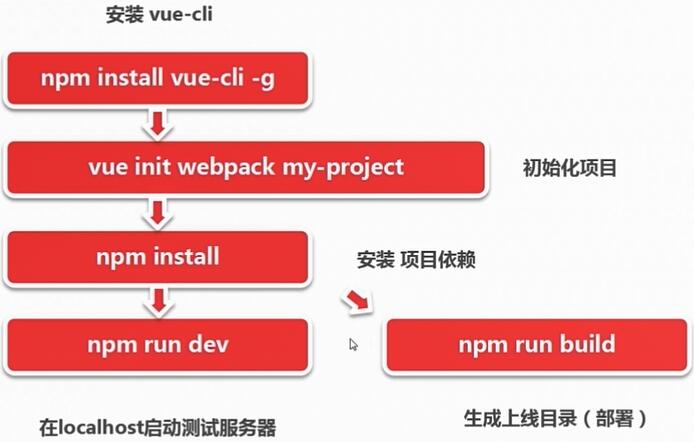 安装 vue-cli
npm install vue-cli -g
vue init webpack my-project
初始化项目
npm install
安装 项目依赖
npm run dev
npm run build
在localhost启动测试服务器
生成上线目录（部署）